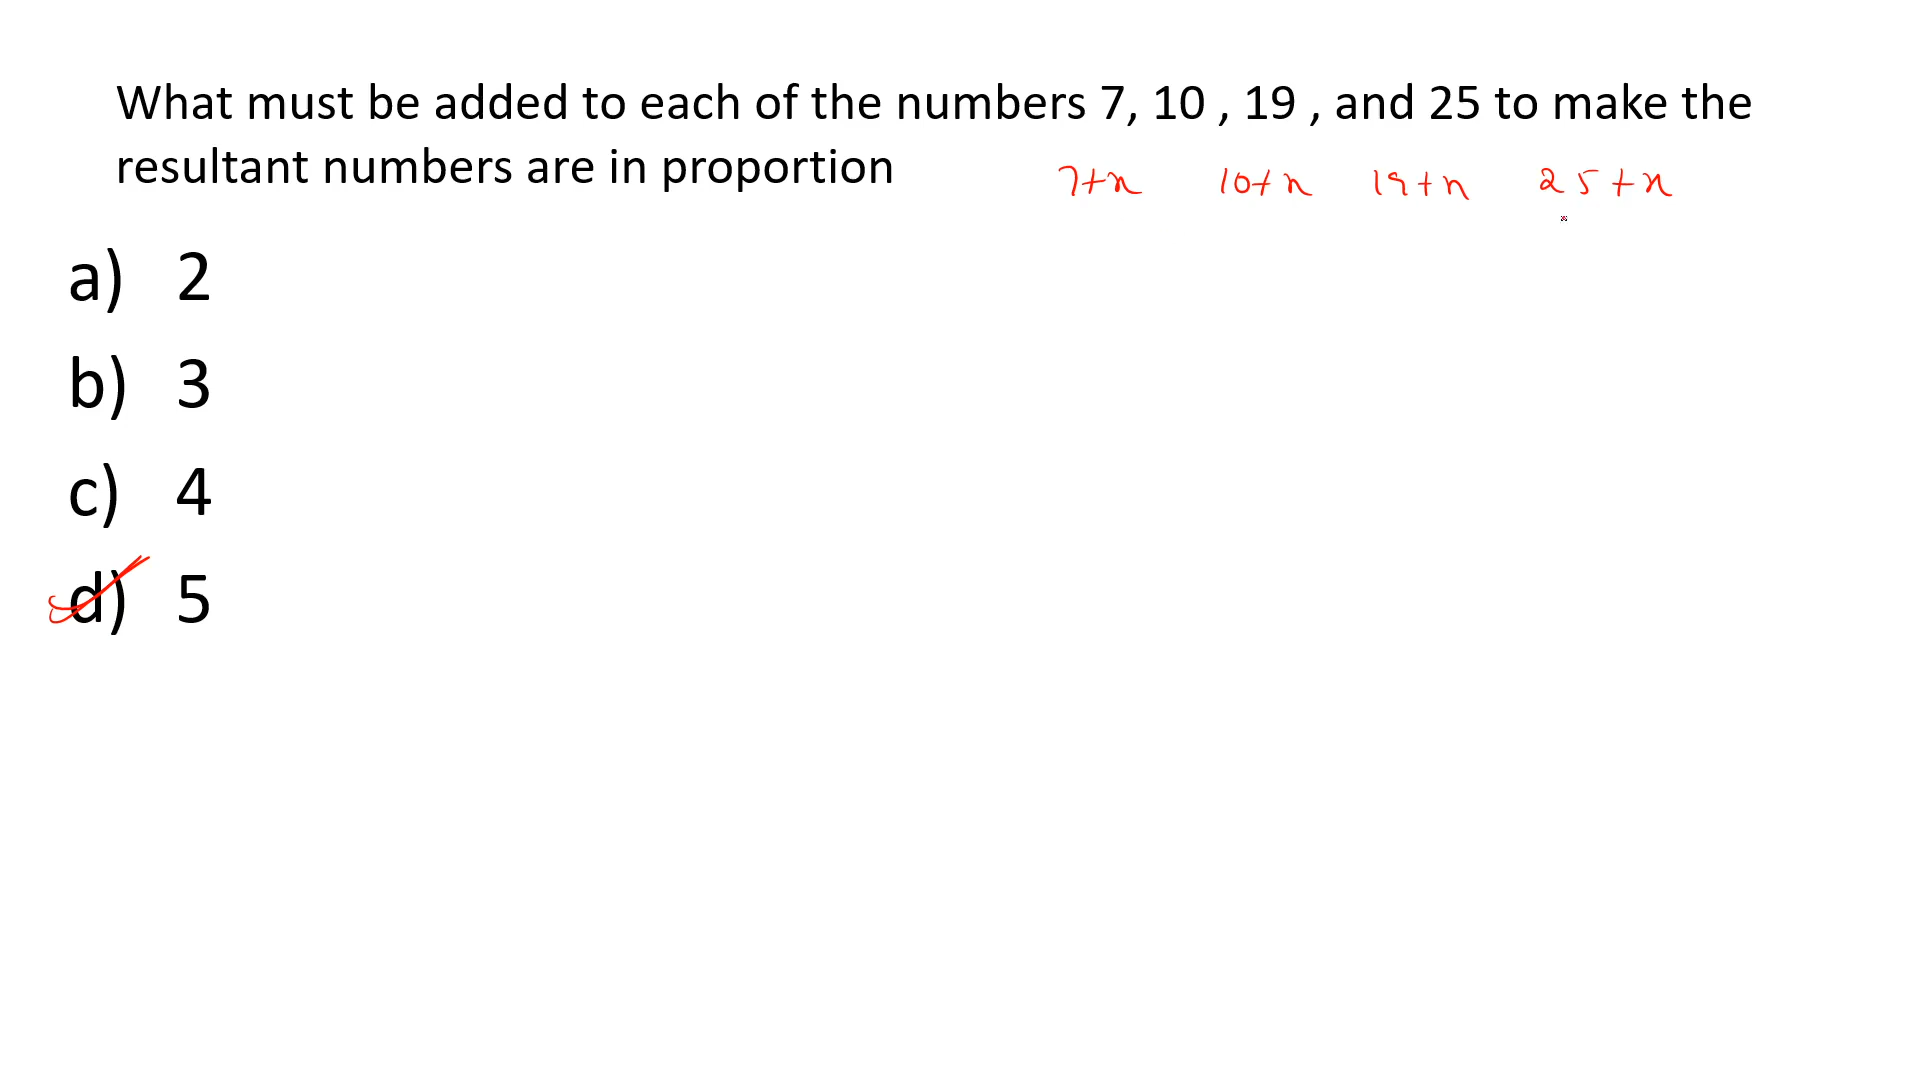 What must be added to each of the numbers 7, 10 , 19 , and 25 to make the
resultant numbers are in proportion
7+x 10+x 19+x 25+x
a) 2
b) 3
c) 4
d) 5